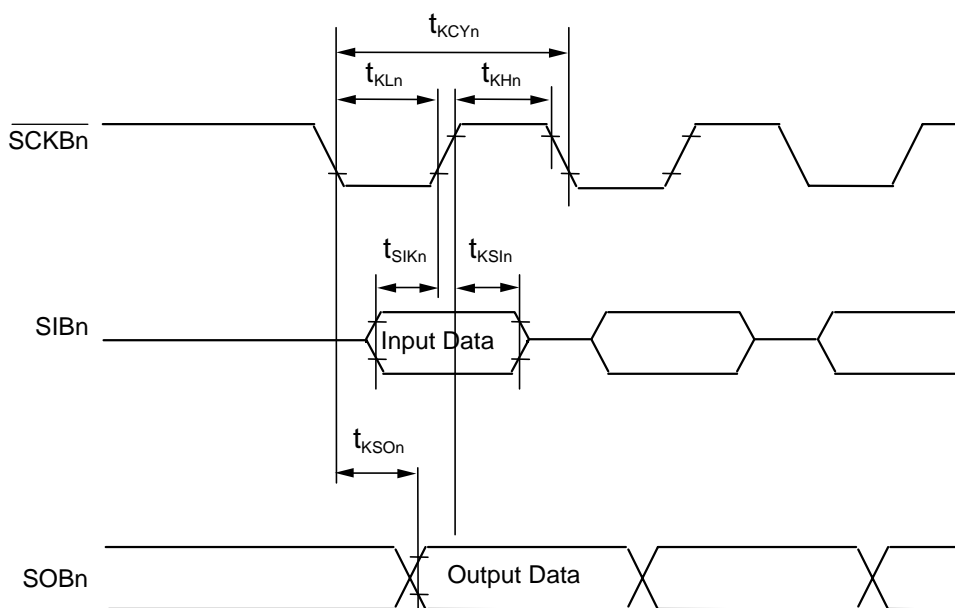 tKCYn
tKLn
tKHn
SCKBn
tSIKn
tKSIn
SIBn
Input Data
tKSOn
SOBn
Output Data